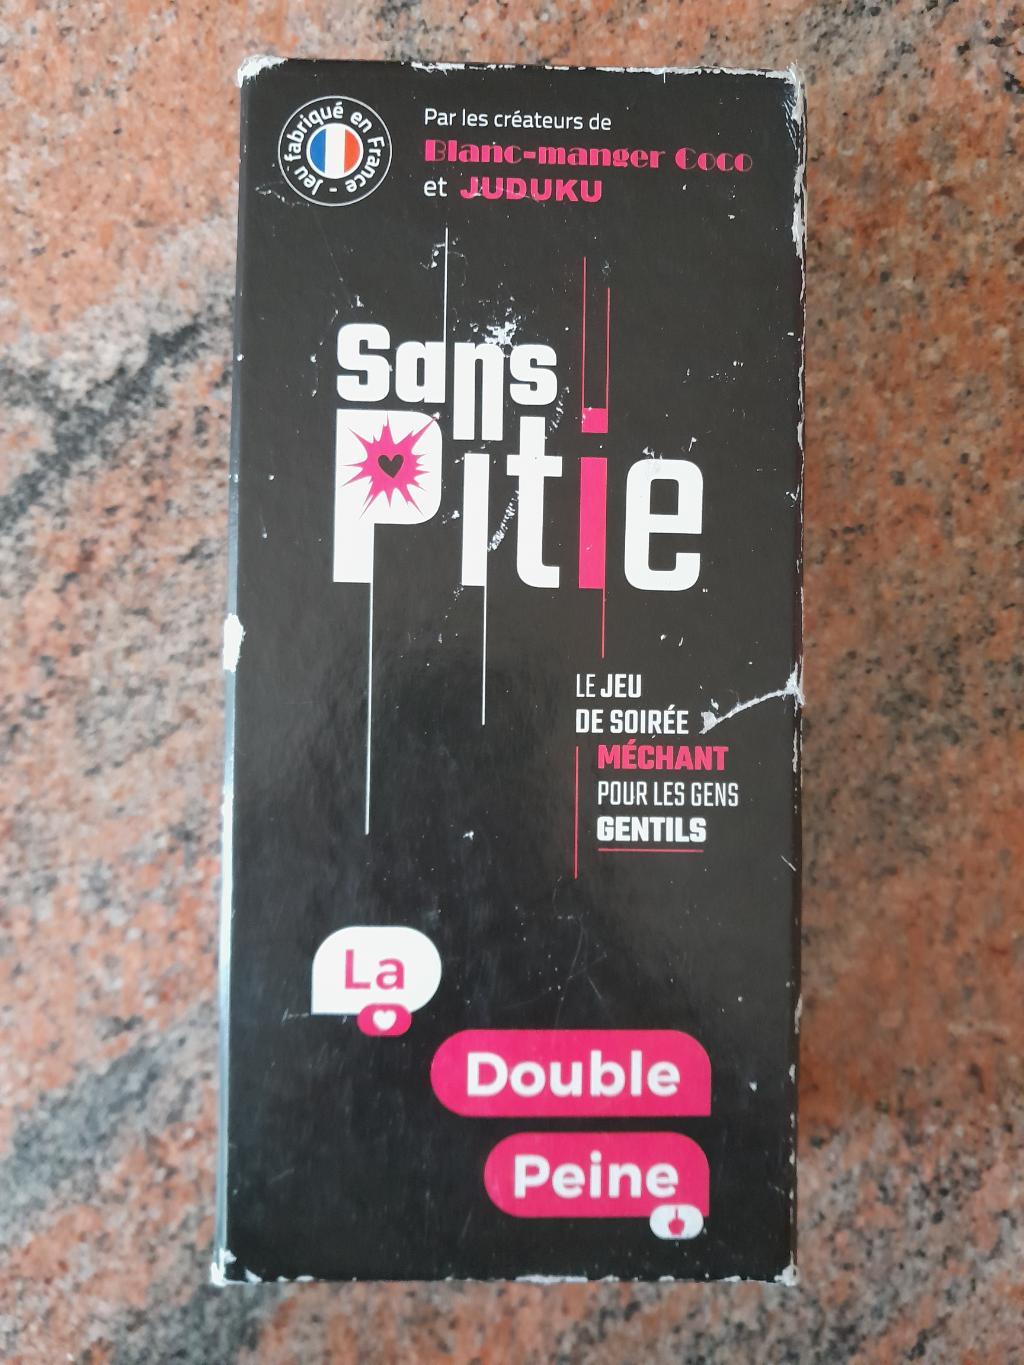 Jeu fabriqué en France -
Par les créateurs de
Blanc-manger Coco
et JUDUKU
Sans
Pitie
LE JEU
DE SOIRÉE
MÉCHANT
POUR LES GENS
GENTILS
La
Double
Peine